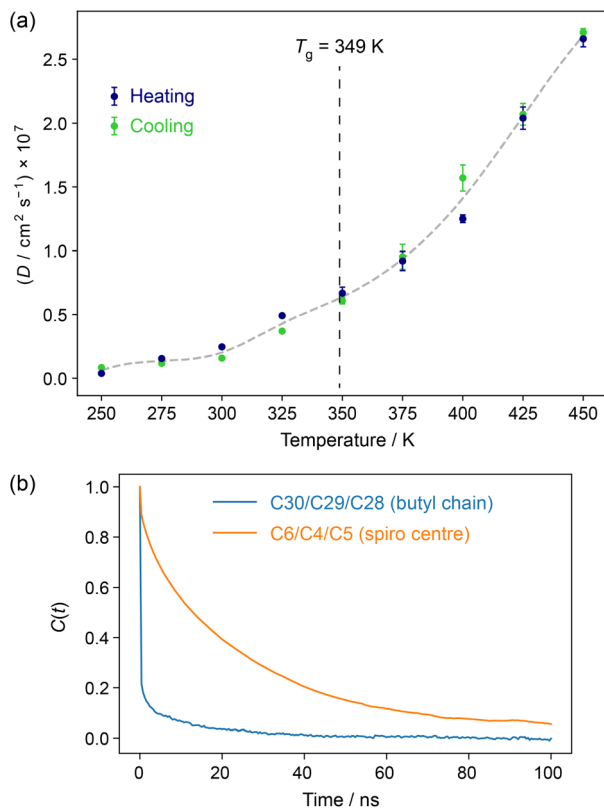 (a)
T_g = 349 K
Heating
Cooling
2.5
2.0
1.5
1.0
0.5
0.0
(D / cm² s⁻¹) × 10⁷
250 275 300 325 350 375 400 425 450
Temperature / K
(b)
C30/C29/C28 (butyl chain)
C6/C4/C5 (spiro centre)
1.0
0.8
0.6
0.4
0.2
0.0
C(t)
0 20 40 60 80 100
Time / ns